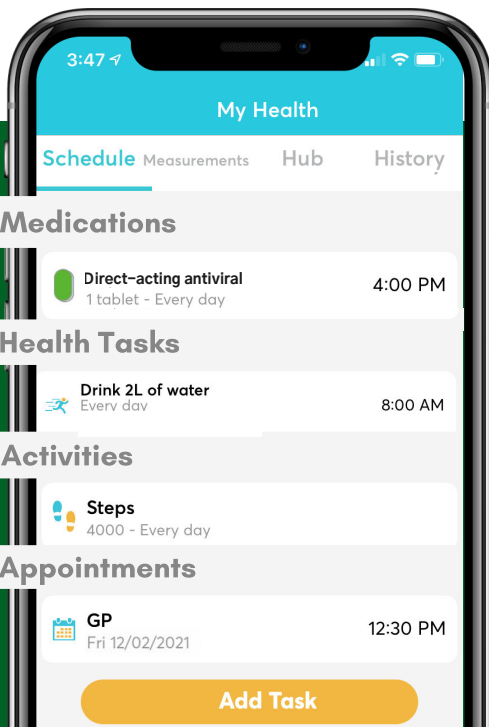 3:47
My Health
Schedule Measurements Hub History
Medications
Direct-acting antiviral
4:00 PM
1 tablet - Every day
Health Tasks
Drink 2L of water
Every day
8:00 AM
Activities
Steps
4000 - Every day
Appointments
GP
12:30 PM
Fri 12/02/2021
Add Task